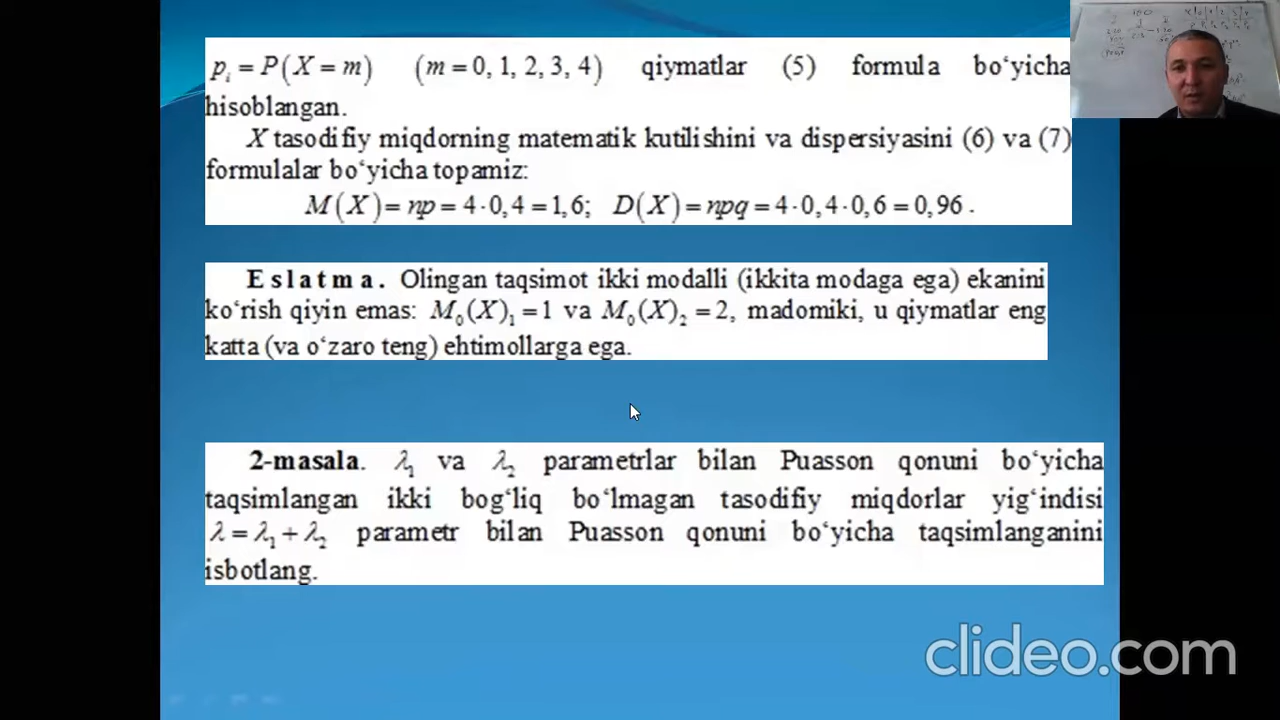 pᵢ = P(X = m) (m = 0, 1, 2, 3, 4) qiymatlar (5) formula bo‘yicha
hisoblangan.
X tasodifiy miqdorning matematik kutilishini va dispersiyasini (6) va (7)
formulalar bo‘yicha topamiz:
M(X) = np = 4·0,4 = 1,6; D(X) = npq = 4·0,4·0,6 = 0,96 .
Eslatma. Olingan taqsimot ikki modalli (ikkita modaga ega) ekanini
ko‘rish qiyin emas: M₀(X)₁ = 1 va M₀(X)₂ = 2, madomiki, u qiymatlar eng
katta (va o‘zaro teng) ehtimollarga ega.
2-masala. λ₁ va λ₂ parametrlar bilan Puasson qonuni bo‘yicha
taqsimlangan ikki bog‘liq bo‘lmagan tasodifiy miqdorlar yig‘indisi
λ = λ₁ + λ₂ parametr bilan Puasson qonuni bo‘yicha taqsimlanganini
isbotlang.
clideo.com